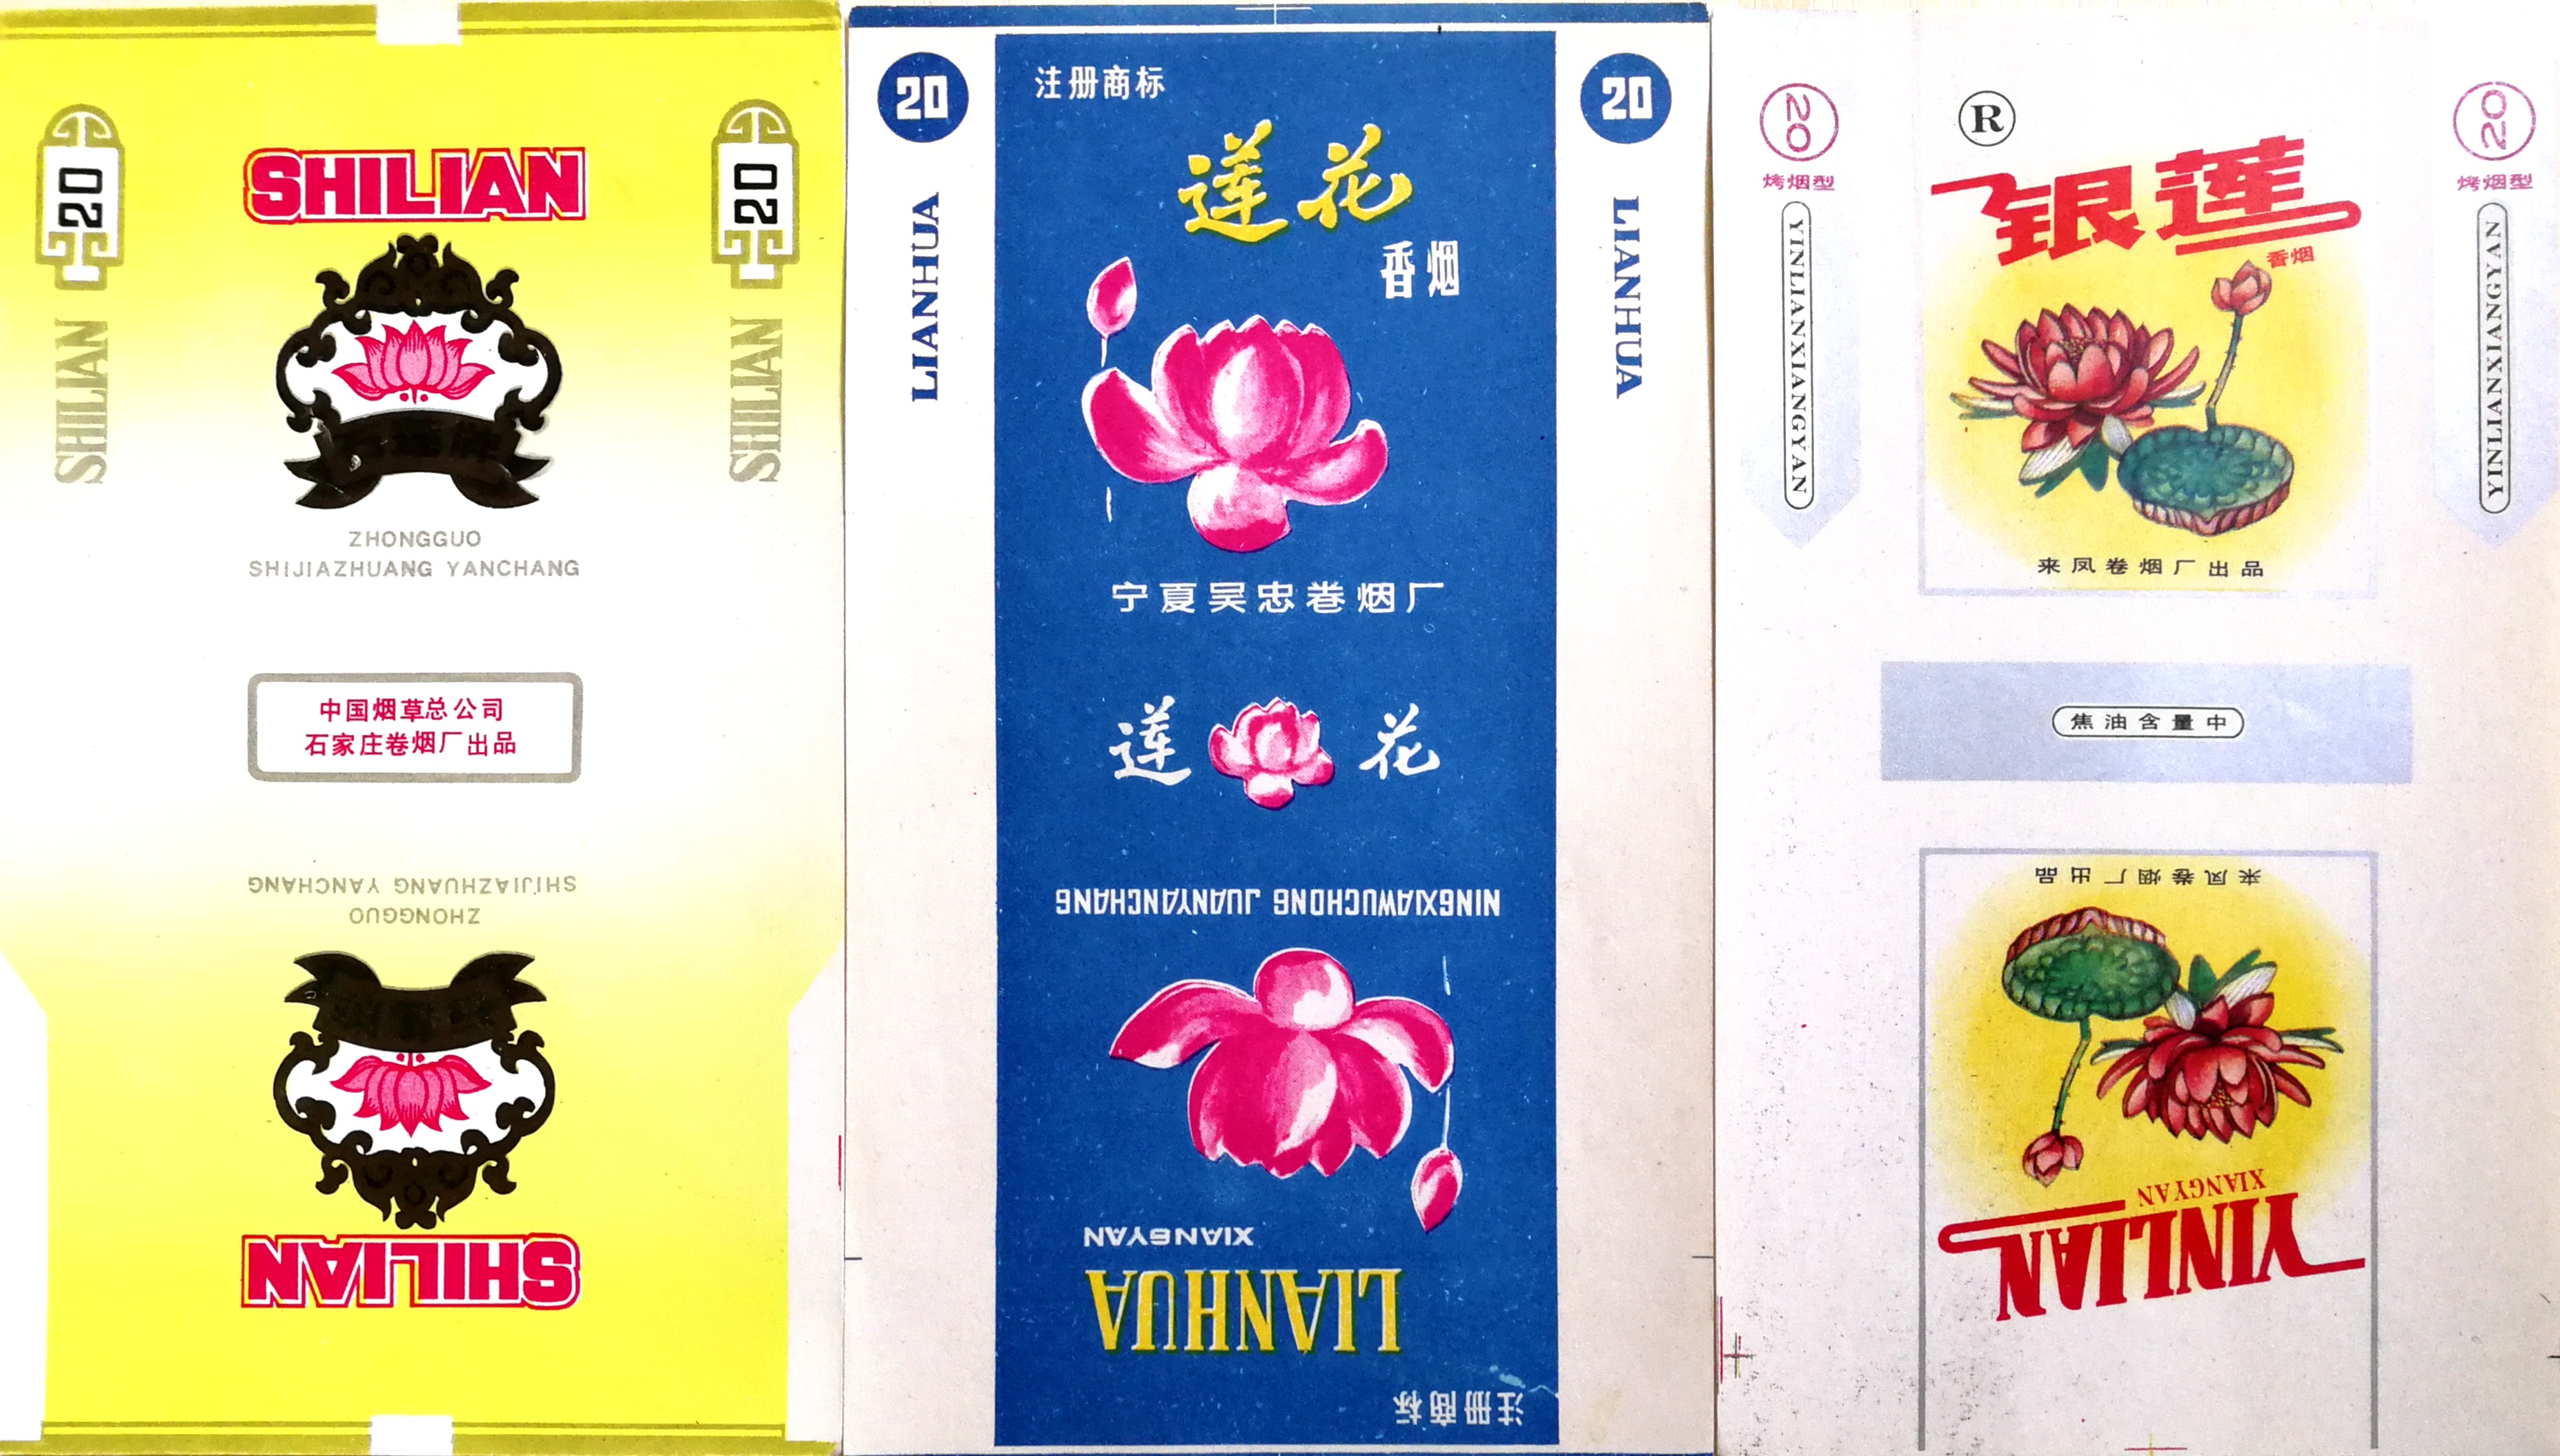 20
SHILIAN
SHILIAN
ZHONGGUO
SHIJIAZHUANG YANCHANG
中国烟草总公司
石家庄卷烟厂出品
SHIJIAZHUANG YANCHANG
ZHONGGUO
SHILIAN
20
SHILIAN
20
LIANHUA
注册商标
莲花
香烟
宁夏吴忠卷烟厂
莲 花
NINGXIAWUCHONG JUANYANCHANG
XIANGYAN
LIANHUA
注册商标
20
LIANHUA
20
烤烟型
YINLIANXIANGYAN
R
银莲
香烟
来凤卷烟厂出品
焦油含量中
来凤卷烟厂出品
XIANGYAN
YINLIAN
20
烤烟型
YINLIANXIANGYAN